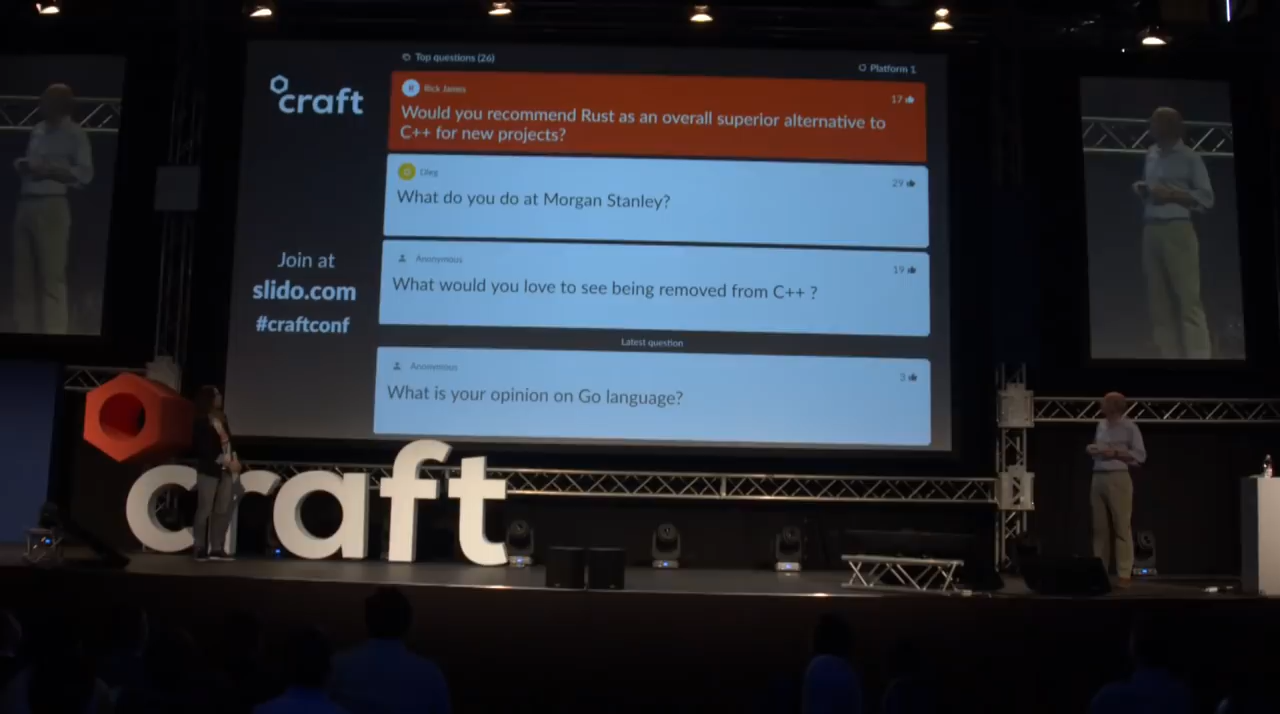 Top questions (26)
Platform 1
craft
Rick James
17
Would you recommend Rust as an overall superior alternative to
C++ for new projects?
Oleg
29
What do you do at Morgan Stanley?
Join at
slido.com
#craftconf
Anonymous
19
What would you love to see being removed from C++ ?
Latest question
Anonymous
3
What is your opinion on Go language?
craft